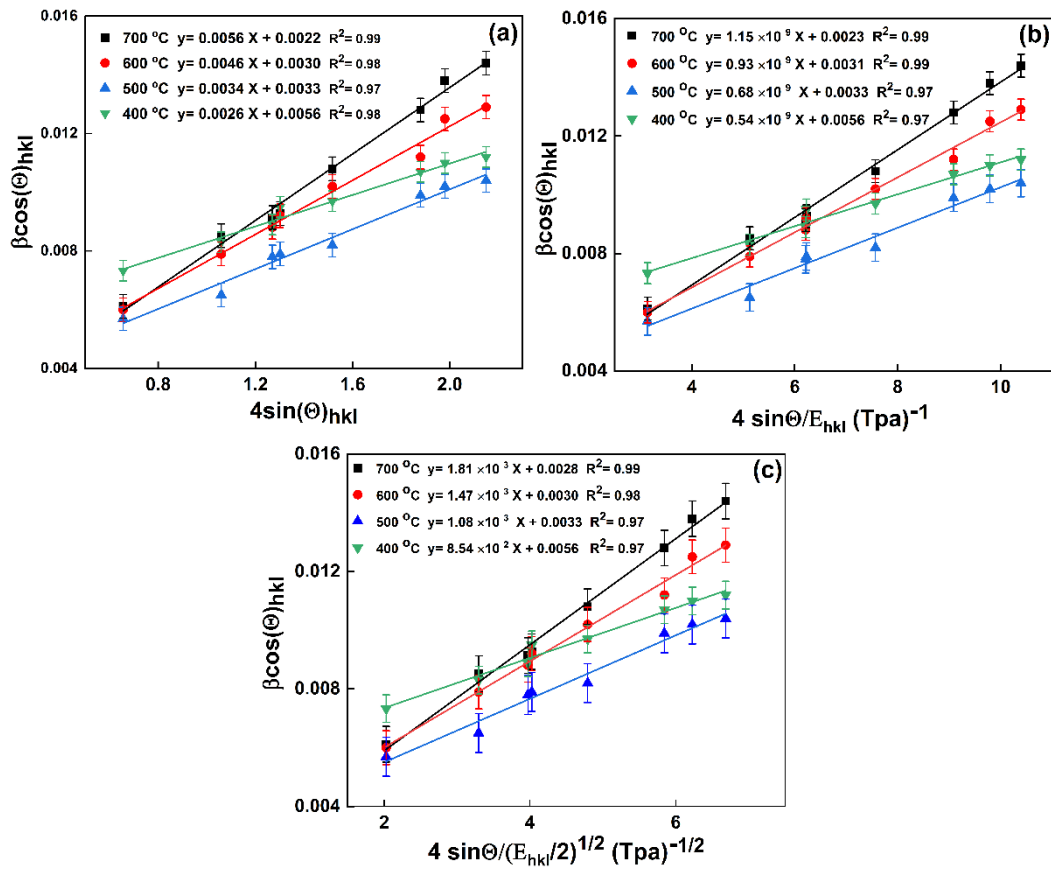 (a)
700 °C y= 0.0056 X + 0.0022 R²= 0.99
600 °C y= 0.0046 X + 0.0030 R²= 0.98
500 °C y= 0.0034 X + 0.0033 R²= 0.97
400 °C y= 0.0026 X + 0.0056 R²= 0.98
0.016
0.012
0.008
0.004
βcos(Θ)hkl
0.8 1.2 1.6 2.0
4sin(Θ)hkl
(b)
700 °C y= 1.15 ×10 ⁹ X + 0.0023 R²= 0.99
600 °C y= 0.93 ×10 ⁹ X + 0.0031 R²= 0.99
500 °C y= 0.68 ×10 ⁹ X + 0.0033 R²= 0.97
400 °C y= 0.54 ×10 ⁹ X + 0.0056 R²= 0.97
0.016
0.012
0.008
0.004
βcos(Θ)hkl
4 6 8 10
4 sinΘ/Ehkl (Tpa)⁻¹
(c)
700 °C y= 1.81 ×10 ³ X + 0.0028 R²= 0.99
600 °C y= 1.47 ×10 ³ X + 0.0030 R²= 0.98
500 °C y= 1.08 ×10 ³ X + 0.0033 R²= 0.97
400 °C y= 8.54 ×10 ² X + 0.0056 R²= 0.97
0.016
0.012
0.008
0.004
βcos(Θ)hkl
2 4 6
4 sinΘ/(Ehkl/2)^1/2 (Tpa)^-1/2